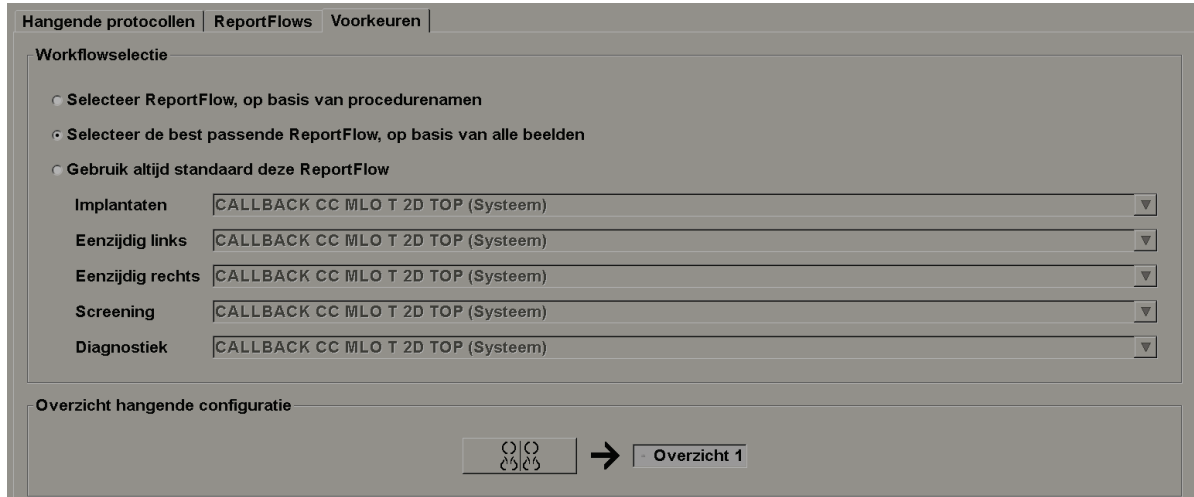 Hangende protocollen ReportFlows Voorkeuren
Workflowselectie
Selecteer ReportFlow, op basis van procedurenamen
Selecteer de best passende ReportFlow, op basis van alle beelden
Gebruik altijd standaard deze ReportFlow
Implantaten CALLBACK CC MLO T 2D TOP (Systeem)
Eenzijdig links CALLBACK CC MLO T 2D TOP (Systeem)
Eenzijdig rechts CALLBACK CC MLO T 2D TOP (Systeem)
Screening CALLBACK CC MLO T 2D TOP (Systeem)
Diagnostiek CALLBACK CC MLO T 2D TOP (Systeem)
Overzicht hangende configuratie
- Overzicht 1